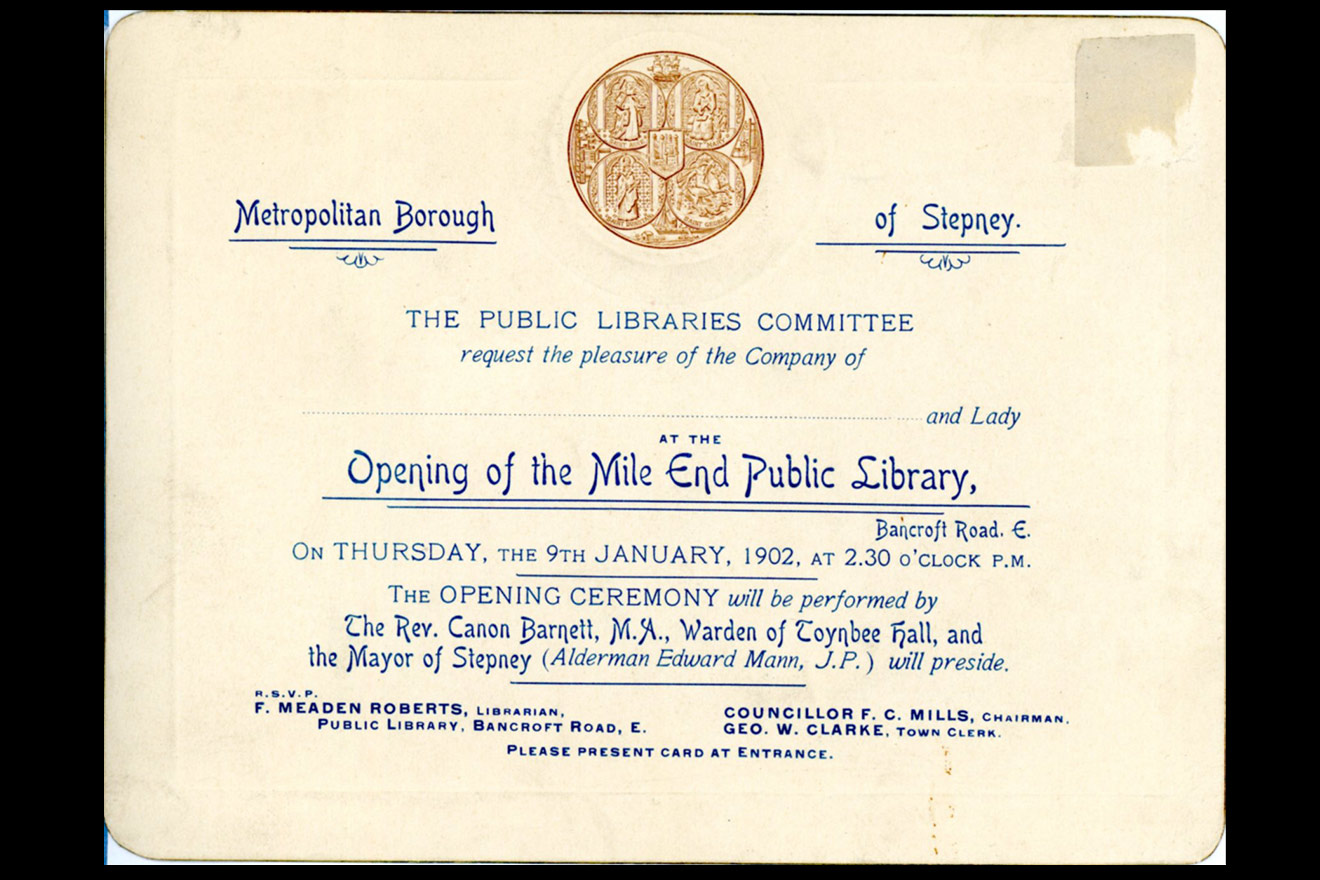 Metropolitan Borough of Stepney.
THE PUBLIC LIBRARIES COMMITTEE
request the pleasure of the Company of
and Lady
AT THE
Opening of the Mile End Public Library,
Bancroft Road. E.
ON THURSDAY, THE 9TH JANUARY, 1902, AT 2.30 O'CLOCK P.M.
THE OPENING CEREMONY will be performed by
The Rev. Canon Barnett, M.A., Warden of Toynbee Hall, and
the Mayor of Stepney (Alderman Edward Mann, J.P.) will preside.
R.S.V.P.
F. MEADEN ROBERTS, LIBRARIAN,
PUBLIC LIBRARY, BANCROFT ROAD, E.
COUNCILLOR F. C. MILLS, CHAIRMAN.
GEO. W. CLARKE, TOWN CLERK.
PLEASE PRESENT CARD AT ENTRANCE.